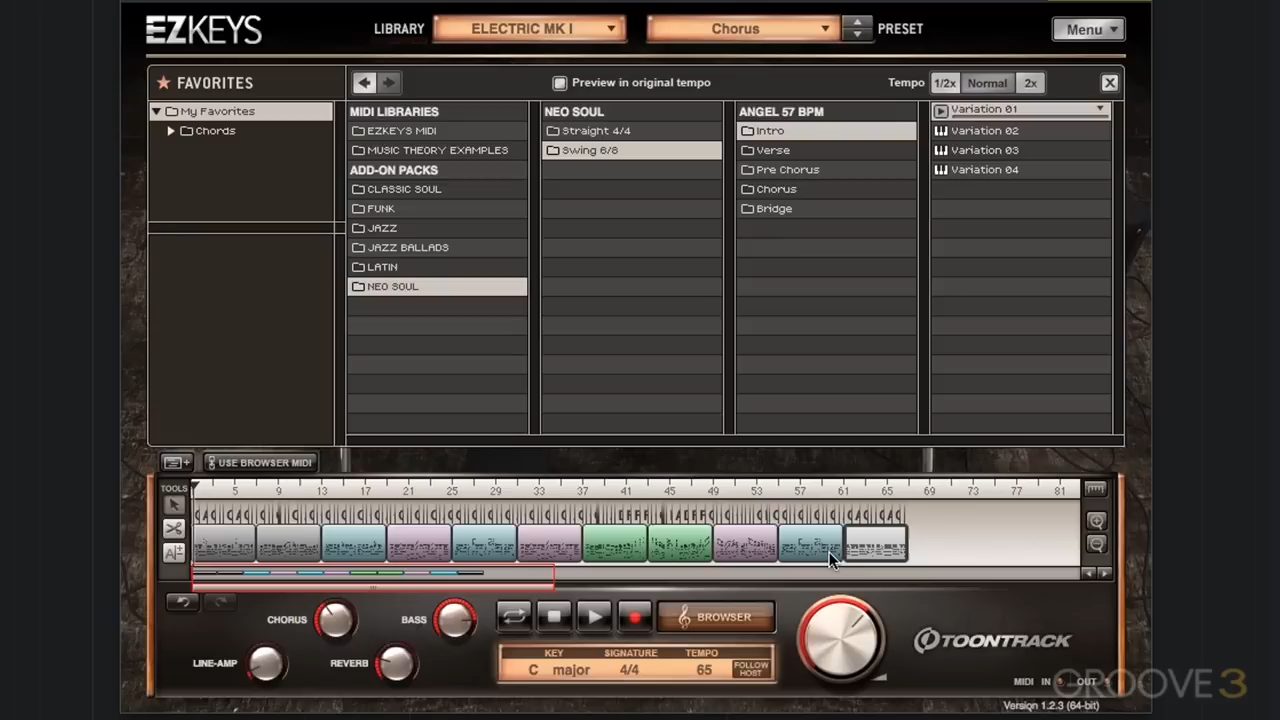 EZKEYS
LIBRARY
ELECTRIC MK I
Chorus
PRESET
Menu
FAVORITES
Preview in original tempo
Tempo
1/2x
Normal
2x
X
My Favorites
Chords
MIDI LIBRARIES
EZKEYS MIDI
MUSIC THEORY EXAMPLES
ADD-ON PACKS
CLASSIC SOUL
FUNK
JAZZ
JAZZ BALLADS
LATIN
NEO SOUL
NEO SOUL
Straight 4/4
Swing 6/8
ANGEL 57 BPM
Intro
Verse
Pre Chorus
Chorus
Bridge
Variation 01
Variation 02
Variation 03
Variation 04
USE BROWSER MIDI
TOOLS
5 9 13 17 21 25 29 33 37 41 45 49 53 57 61 65 69 73 77 81
CHORUS
BASS
LINE-AMP
REVERB
BROWSER
KEY SIGNATURE TEMPO
C major 4/4 65
FOLLOW HOST
TOONTRACK
MIDI IN OUT
GROOVE3
Version 1.2.3 (64-bit)